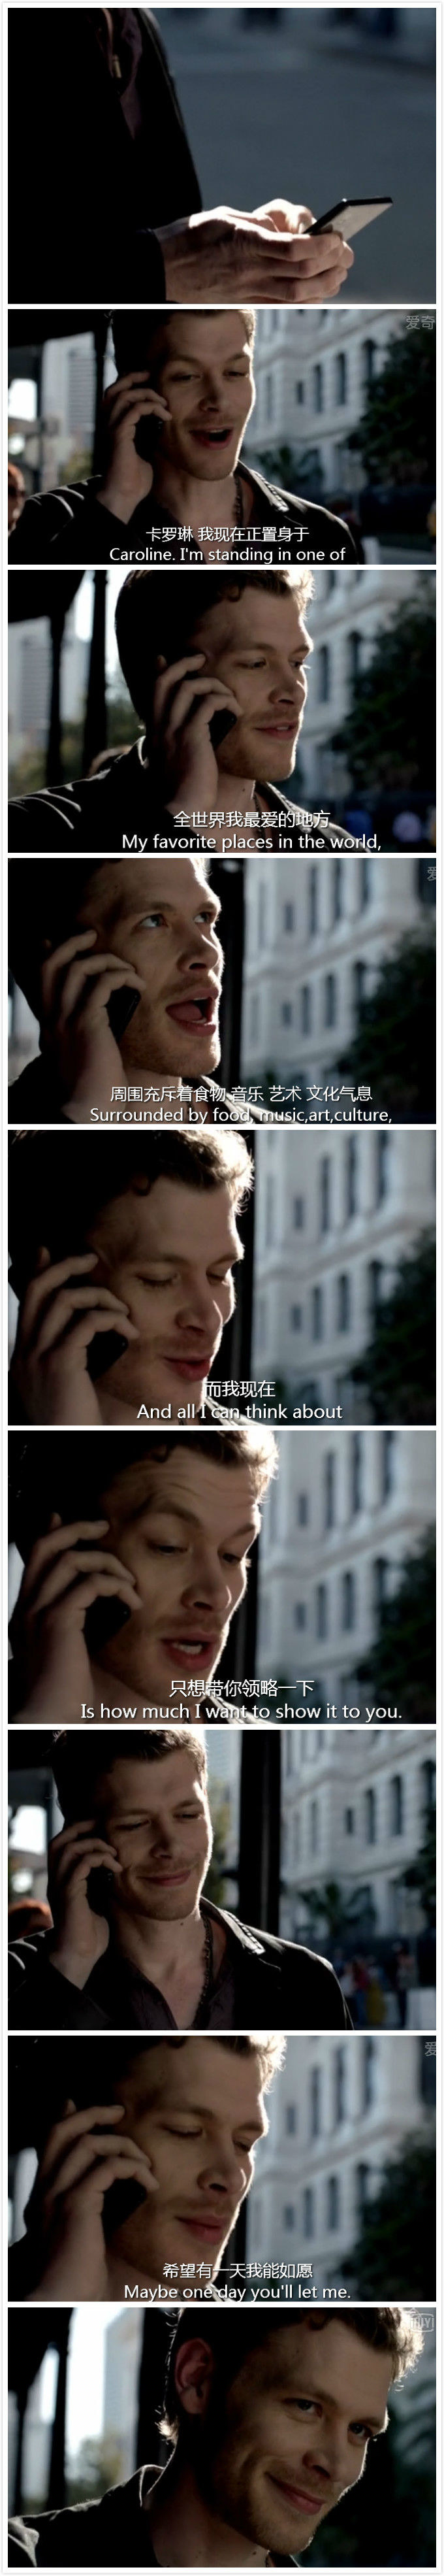 爱奇
卡罗琳 我现在正置身于
Caroline. I'm standing in one of
全世界我最爱的地方
My favorite places in the world,
爱
周围充斥着食物 音乐 艺术 文化气息
Surrounded by food, music,art,culture,
而我现在
And all I can think about
只想带你领略一下
Is how much I want to show it to you.
爱
希望有一天我能如愿
Maybe one day you'll let me.